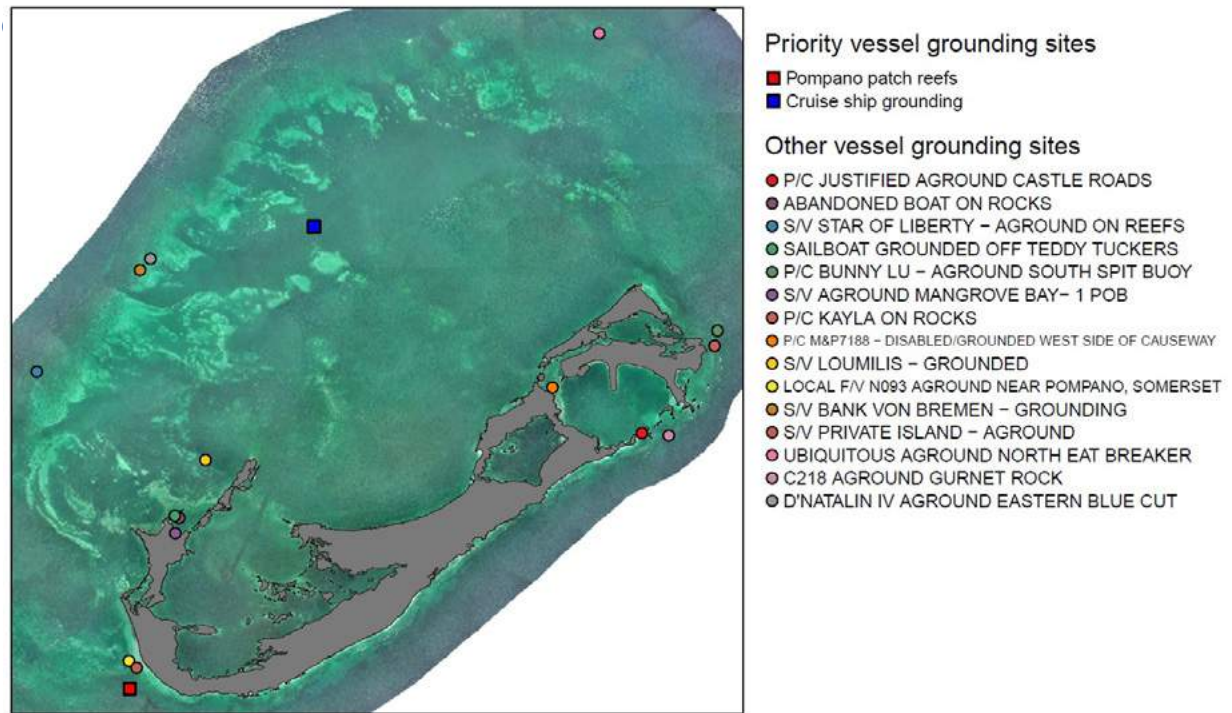 Priority vessel grounding sites
Pompano patch reefs
Cruise ship grounding
Other vessel grounding sites
P/C JUSTIFIED AGROUND CASTLE ROADS
ABANDONED BOAT ON ROCKS
S/V STAR OF LIBERTY − AGROUND ON REEFS
SAILBOAT GROUNDED OFF TEDDY TUCKERS
P/C BUNNY LU − AGROUND SOUTH SPIT BUOY
S/V AGROUND MANGROVE BAY− 1 POB
P/C KAYLA ON ROCKS
P/C M&P7188 − DISABLED/GROUNDED WEST SIDE OF CAUSEWAY
S/V LOUMILIS − GROUNDED
LOCAL F/V N093 AGROUND NEAR POMPANO, SOMERSET
S/V BANK VON BREMEN − GROUNDING
S/V PRIVATE ISLAND − AGROUND
UBIQUITOUS AGROUND NORTH EAT BREAKER
C218 AGROUND GURNET ROCK
D'NATALIN IV AGROUND EASTERN BLUE CUT